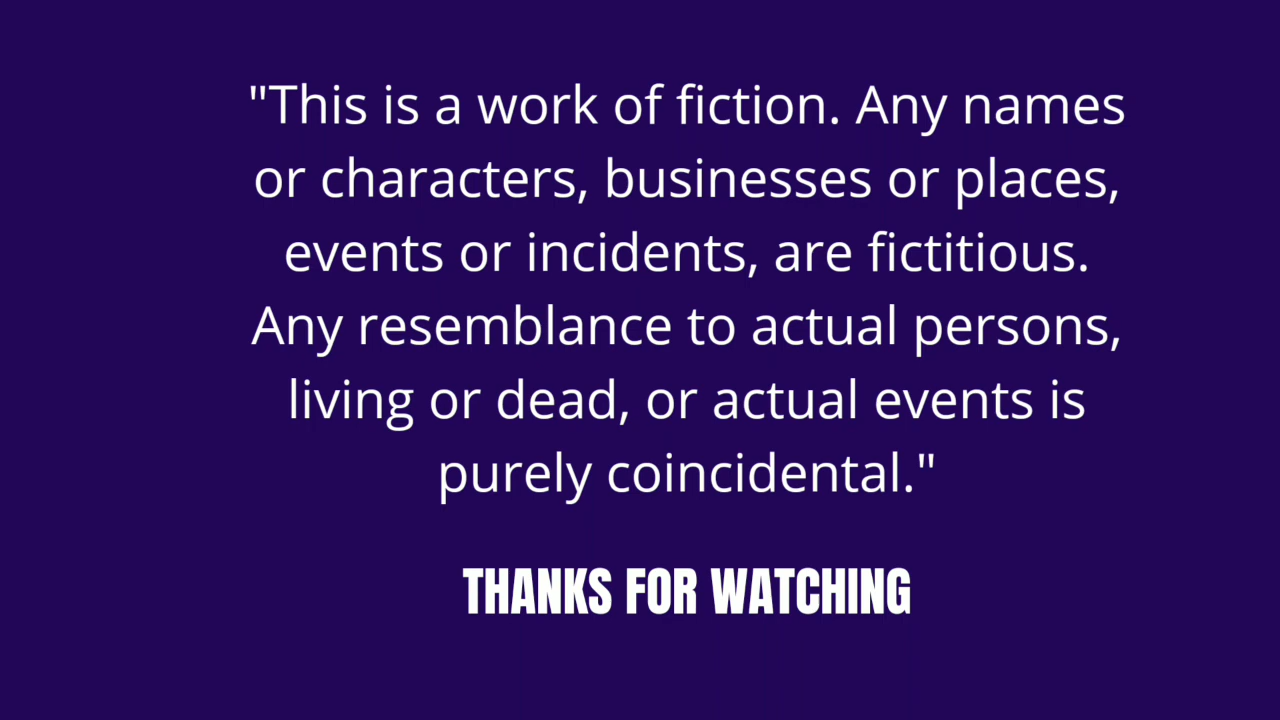 "This is a work of fiction. Any names
or characters, businesses or places,
events or incidents, are fictitious.
Any resemblance to actual persons,
living or dead, or actual events is
purely coincidental."
THANKS FOR WATCHING